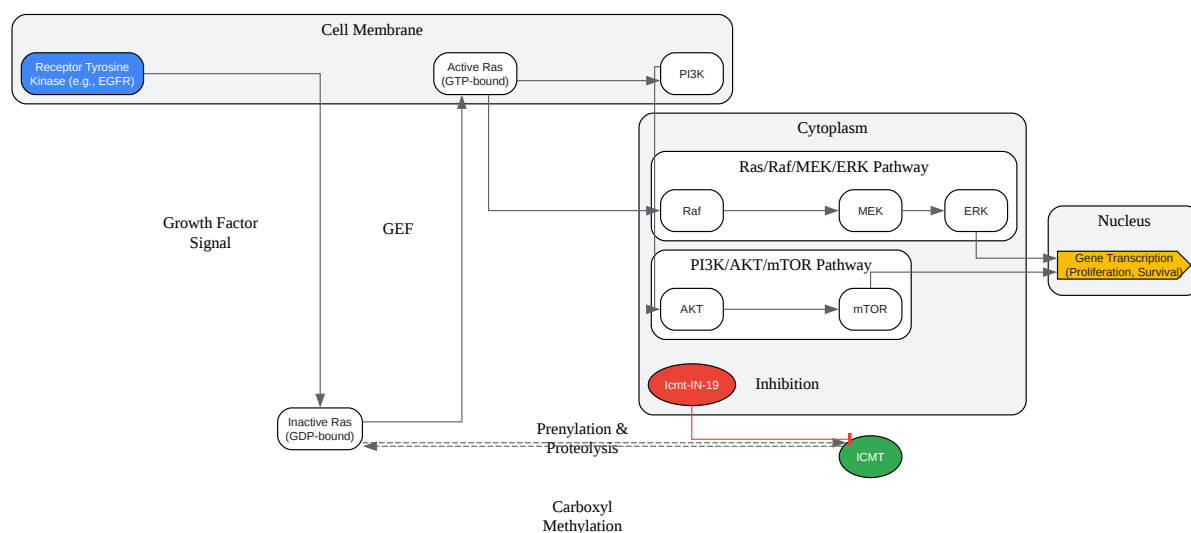 Cell Membrane
Receptor Tyrosine
Kinase (e.g., EGFR)
Active Ras
(GTP-bound)
PI3K
Cytoplasm
Ras/Raf/MEK/ERK Pathway
Raf
MEK
ERK
Growth Factor
Signal
GEF
Nucleus
Gene Transcription
(Proliferation, Survival)
PI3K/AKT/mTOR Pathway
AKT
mTOR
Icmt-IN-19
Inhibition
Inactive Ras
(GDP-bound)
Prenylation &
Proteolysis
ICMT
Carboxyl
Methylation